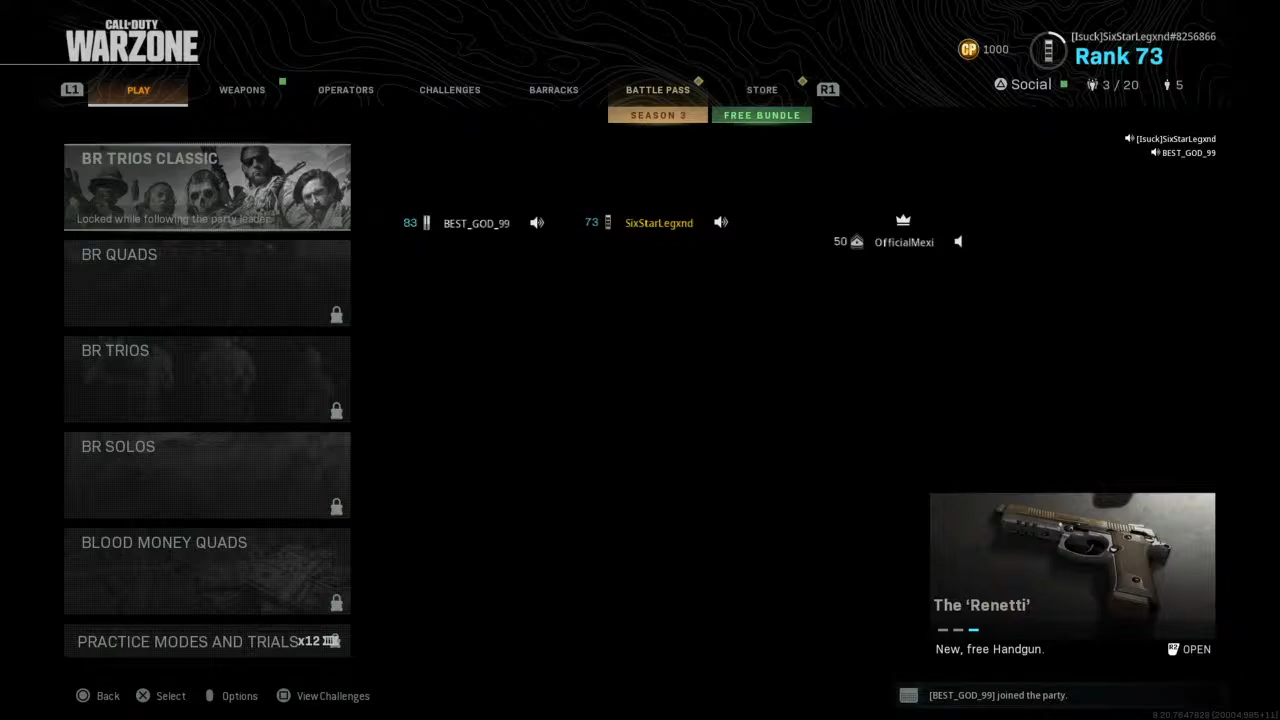 CALL OF DUTY
WARZONE
CP 1000
[Isuck]SixStarLegxnd#8256866
Rank 73
Social 3 / 20 5
L1 PLAY WEAPONS OPERATORS CHALLENGES BARRACKS BATTLE PASS STORE R1
SEASON 3 FREE BUNDLE
[Isuck]SixStarLegxnd
BEST_GOD_99
BR TRIOS CLASSIC
Locked while following the party leader.
83 BEST_GOD_99 73 SixStarLegxnd
50 OfficialMexi
BR QUADS
BR TRIOS
BR SOLOS
BLOOD MONEY QUADS
PRACTICE MODES AND TRIALS x12
The ‘Renetti’
New, free Handgun.
R2 OPEN
Back Select Options View Challenges
[BEST_GOD_99] joined the party.